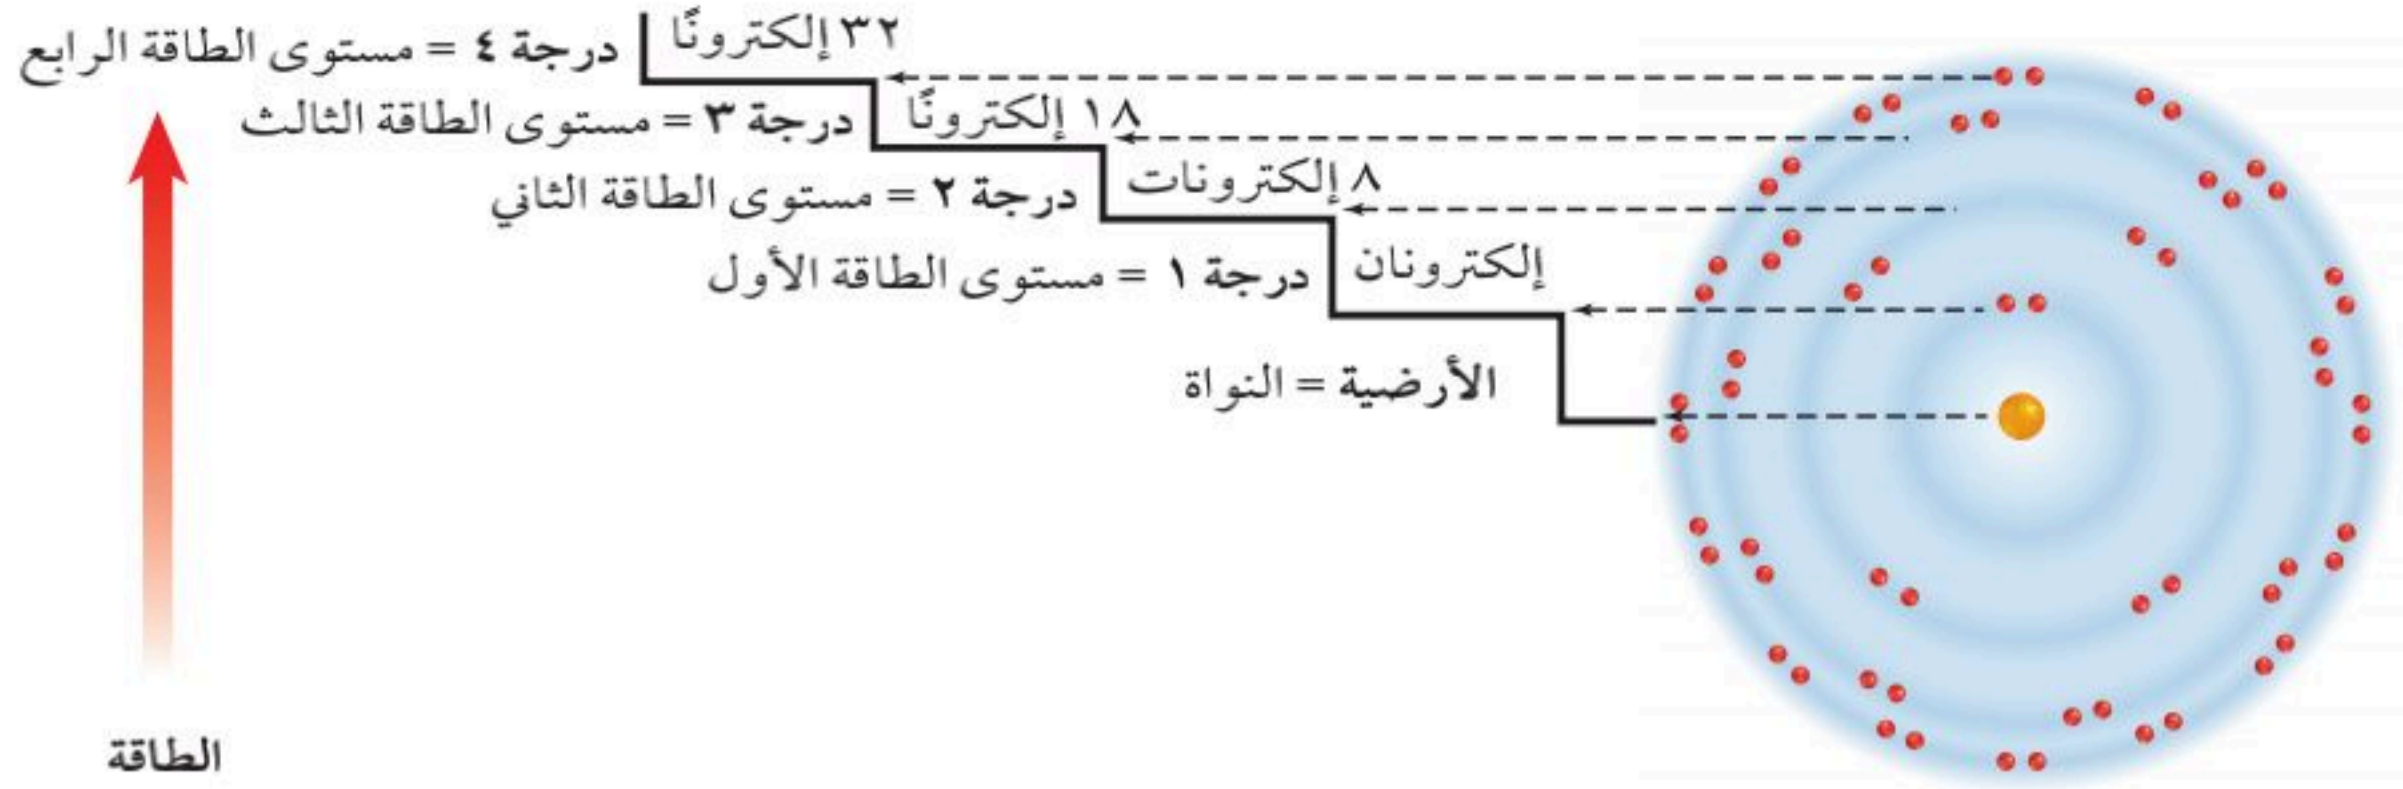 ٣٢ إلكترونًا
درجة ٤ = مستوى الطاقة الرابع
١٨ إلكترونًا
درجة ٣ = مستوى الطاقة الثالث
٨ إلكترونات
درجة ٢ = مستوى الطاقة الثاني
إلكترونان
درجة ١ = مستوى الطاقة الأول
الأرضية = النواة
الطاقة